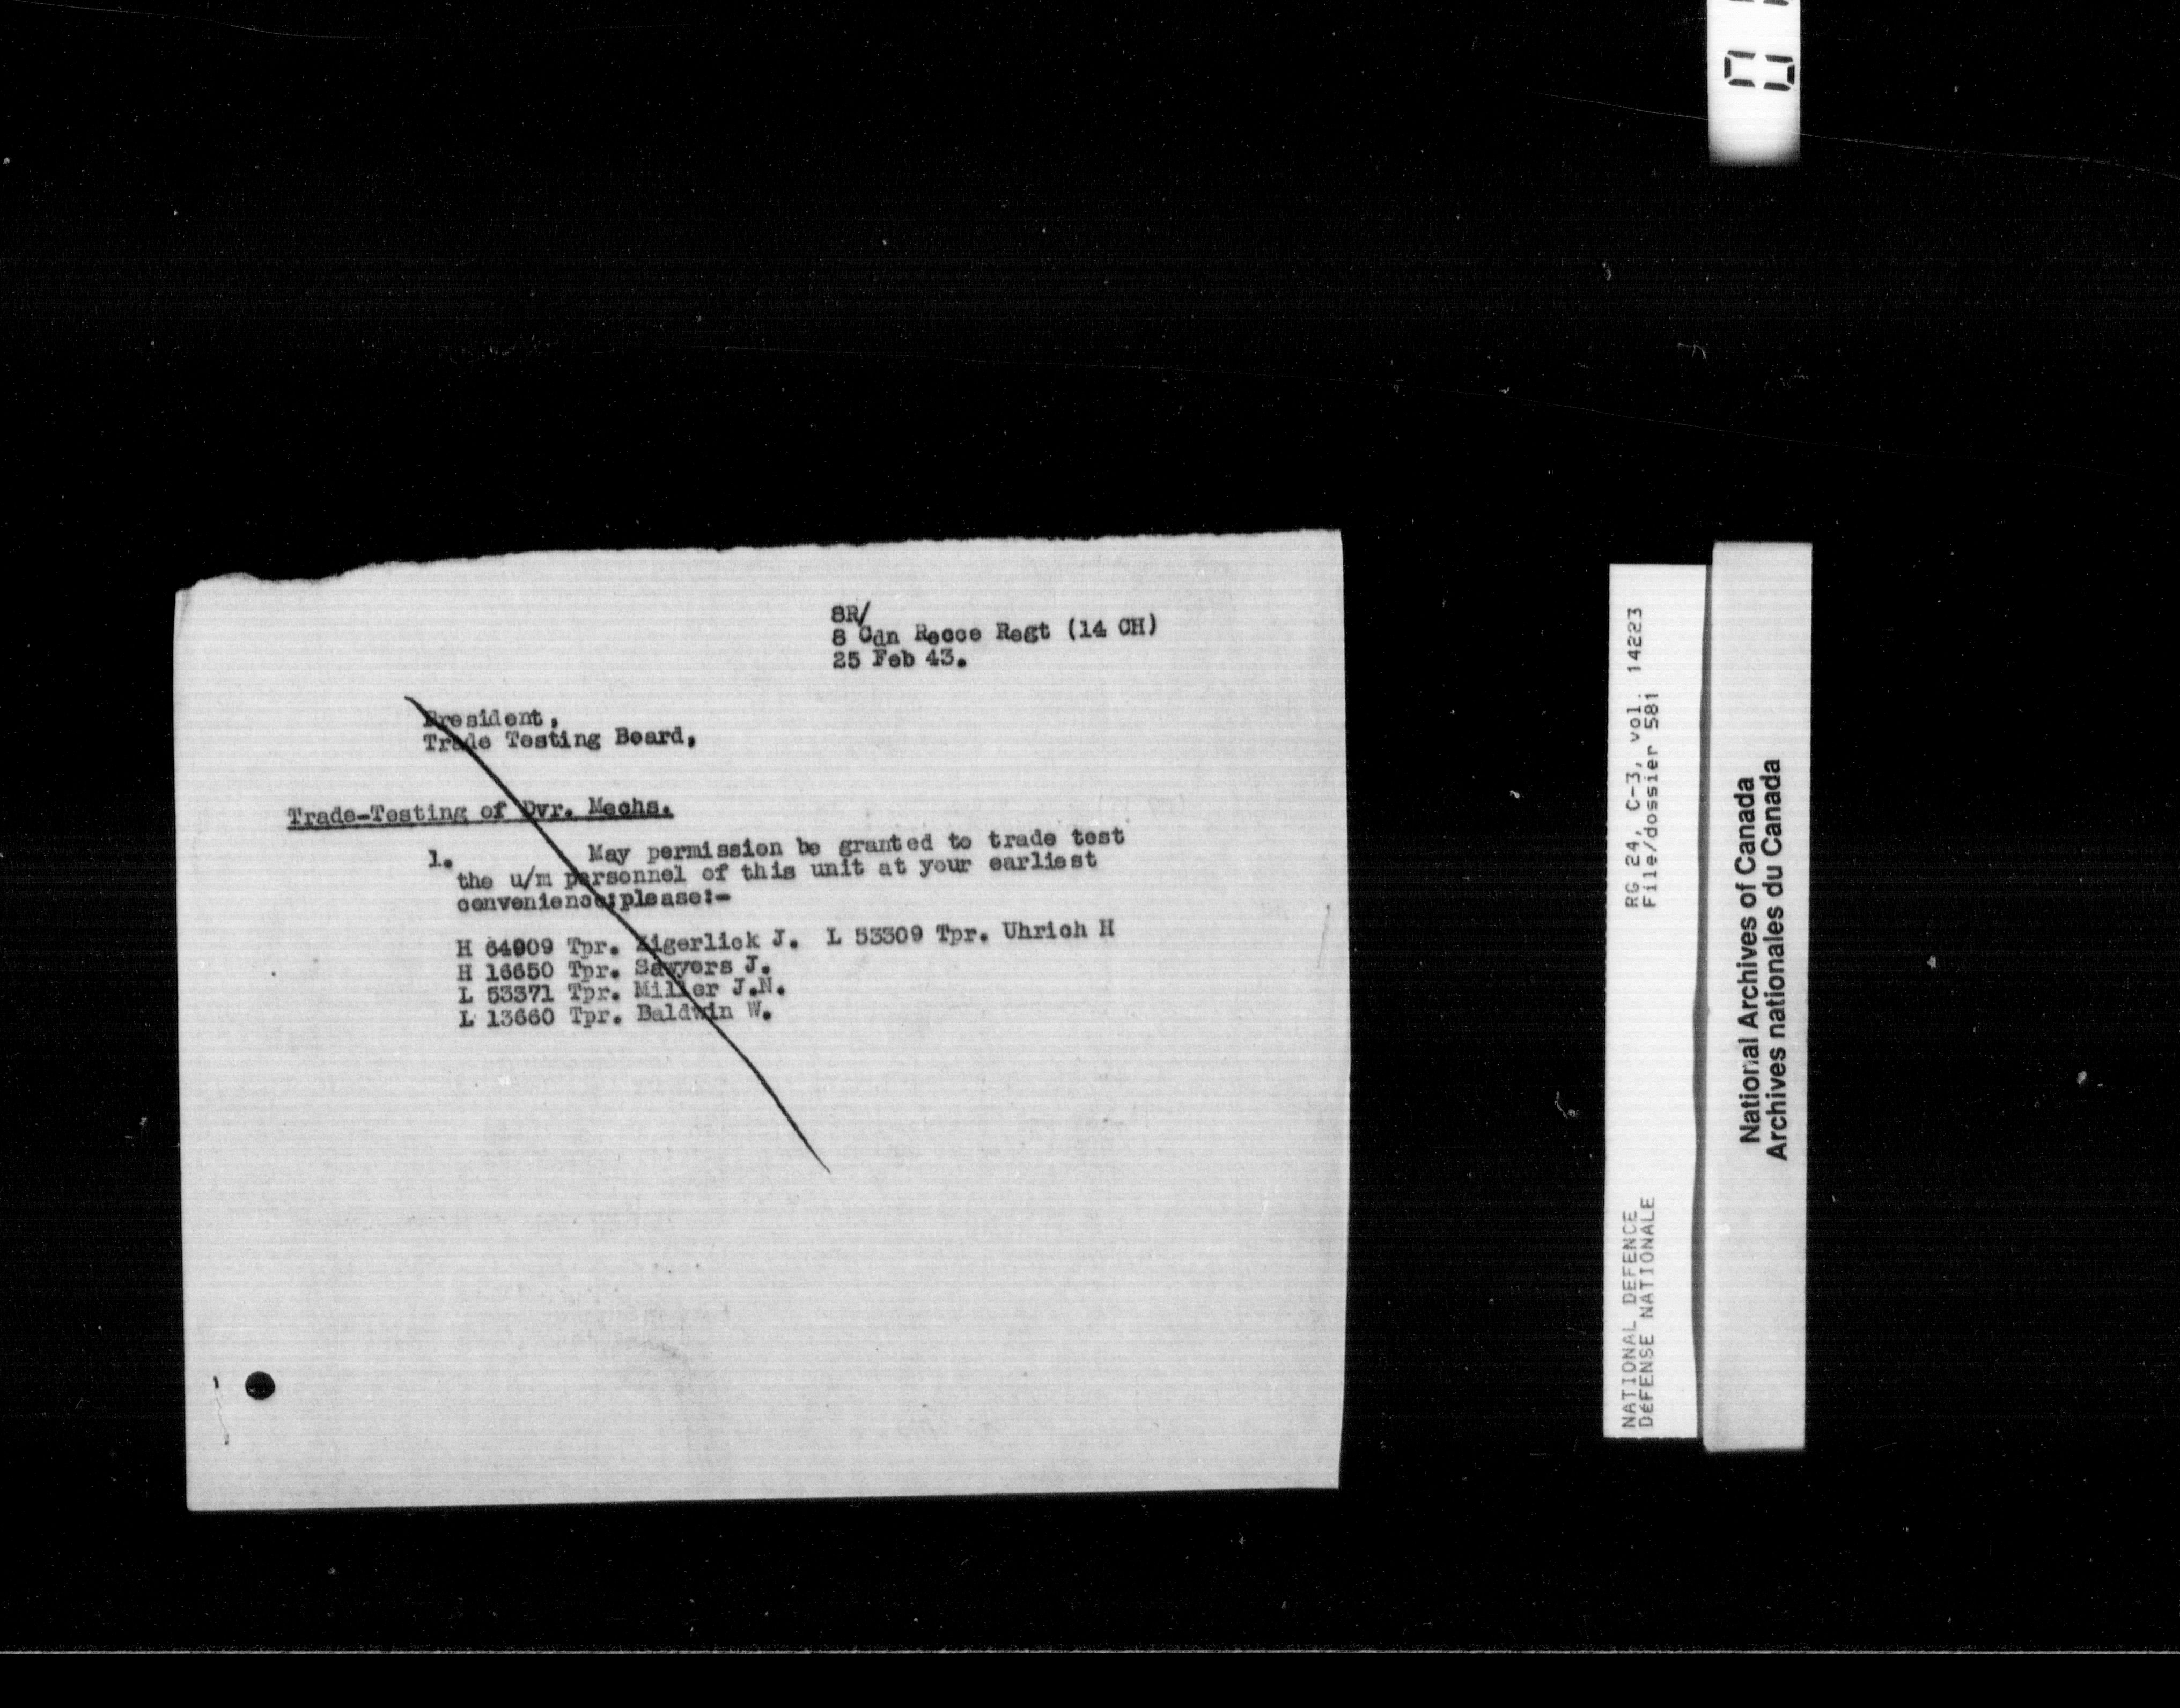 8R/
8 Cdn Recce Regt (14 CH)
25 Feb 43.
President,
Trade Testing Board,
Trade-Testing of Dvr. Mechs.
1. May permission be granted to trade test
the u/m personnel of this unit at your earliest
convenience;please:-
H 64909 Tpr. Zigerlick J. L 53309 Tpr. Uhrich H
H 16650 Tpr. Sawyers J.
L 53371 Tpr. Miller J.N.
L 13660 Tpr. Baldwin W.
RG 24, C-3, vol. 14223
File/dossier 581
NATIONAL DEFENCE
DéFENSE NATIONALE
National Archives of Canada
Archives nationales du Canada